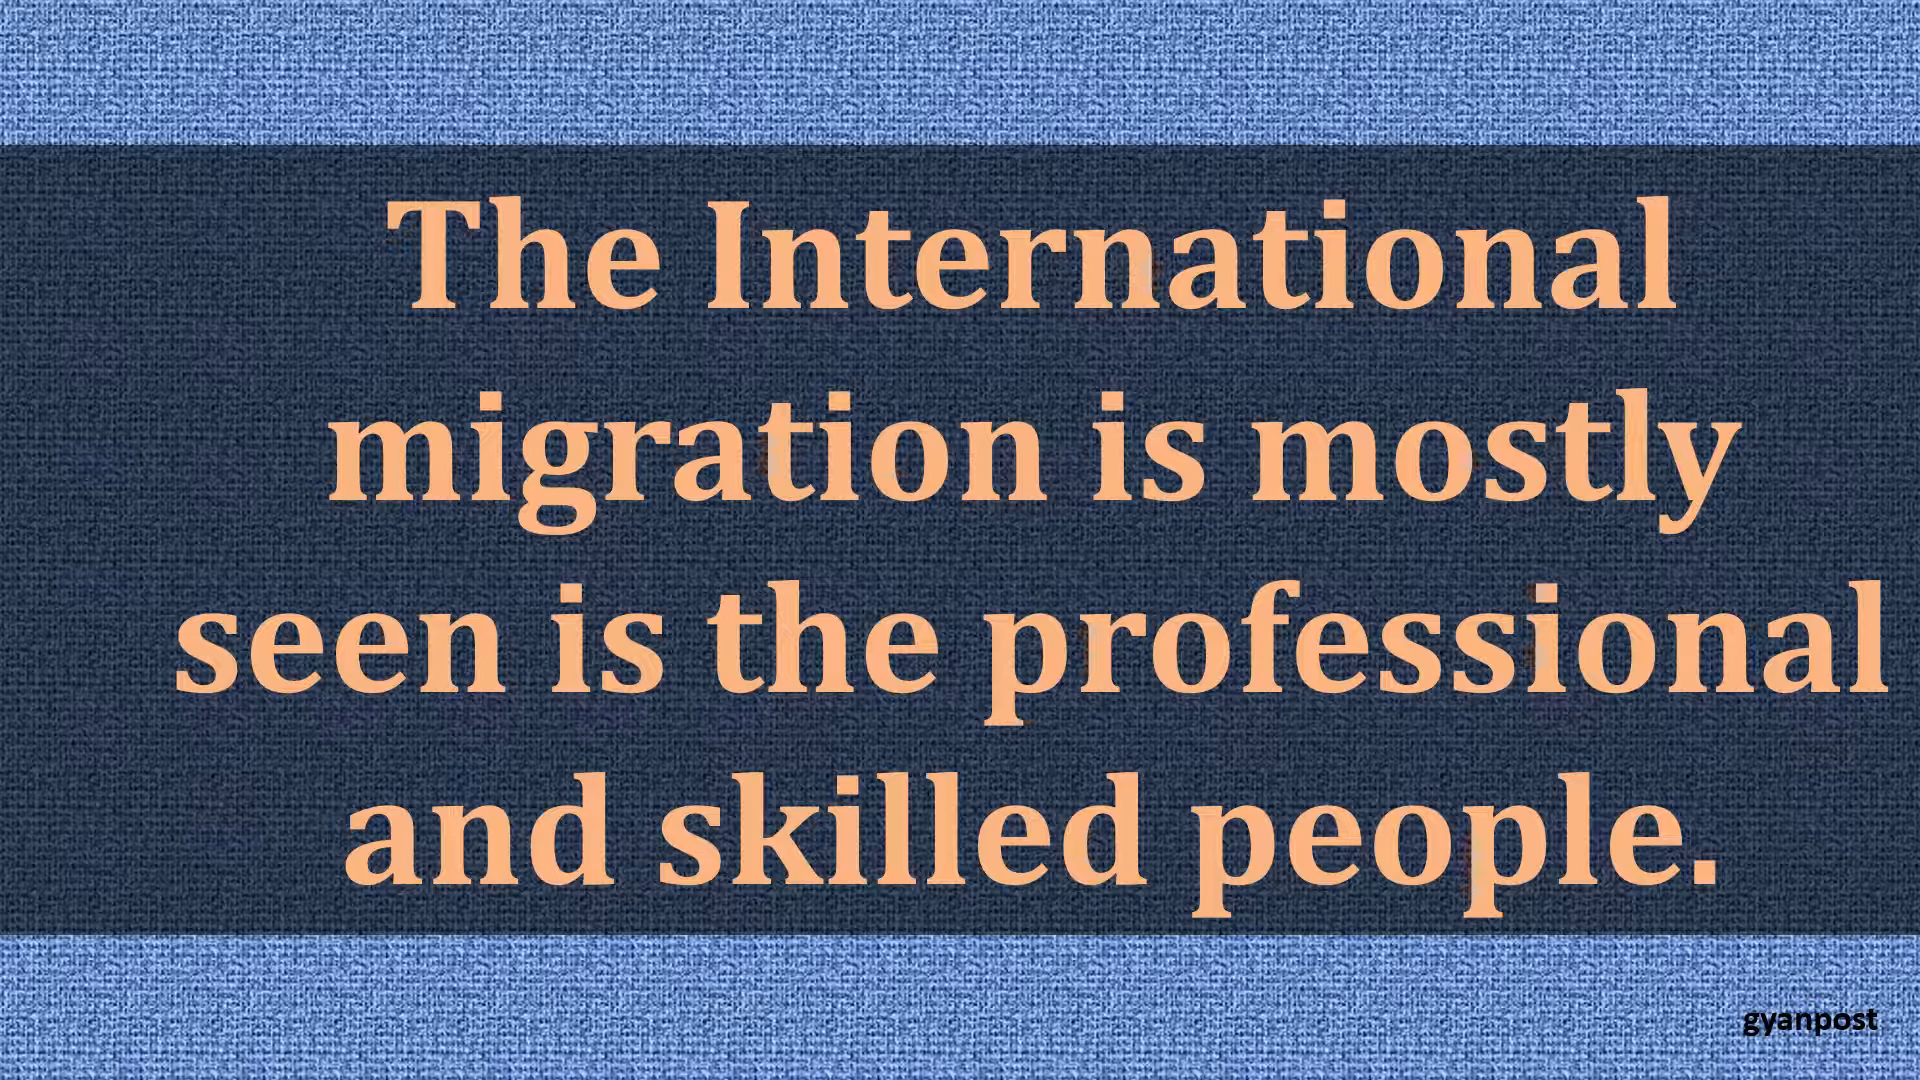 The International
migration is mostly
seen is the professional
and skilled people.
gyanpost